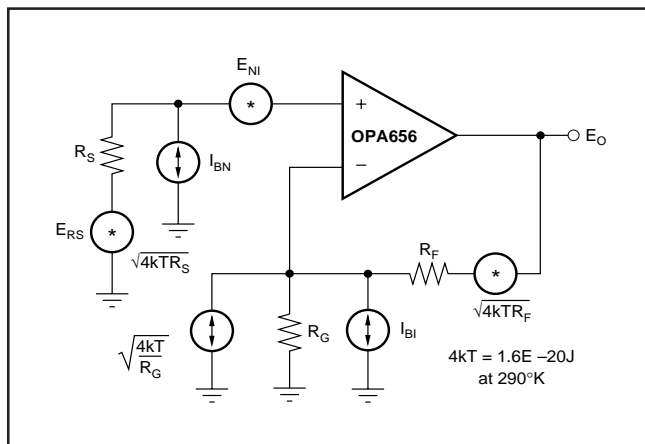 E_NI
*
+
OPA656
−
E_O
R_S
I_BN
E_RS
*
√4kTR_S
R_F
*
√4kTR_F
√4kT/R_G
R_G
I_BI
4kT = 1.6E –20J
at 290°K